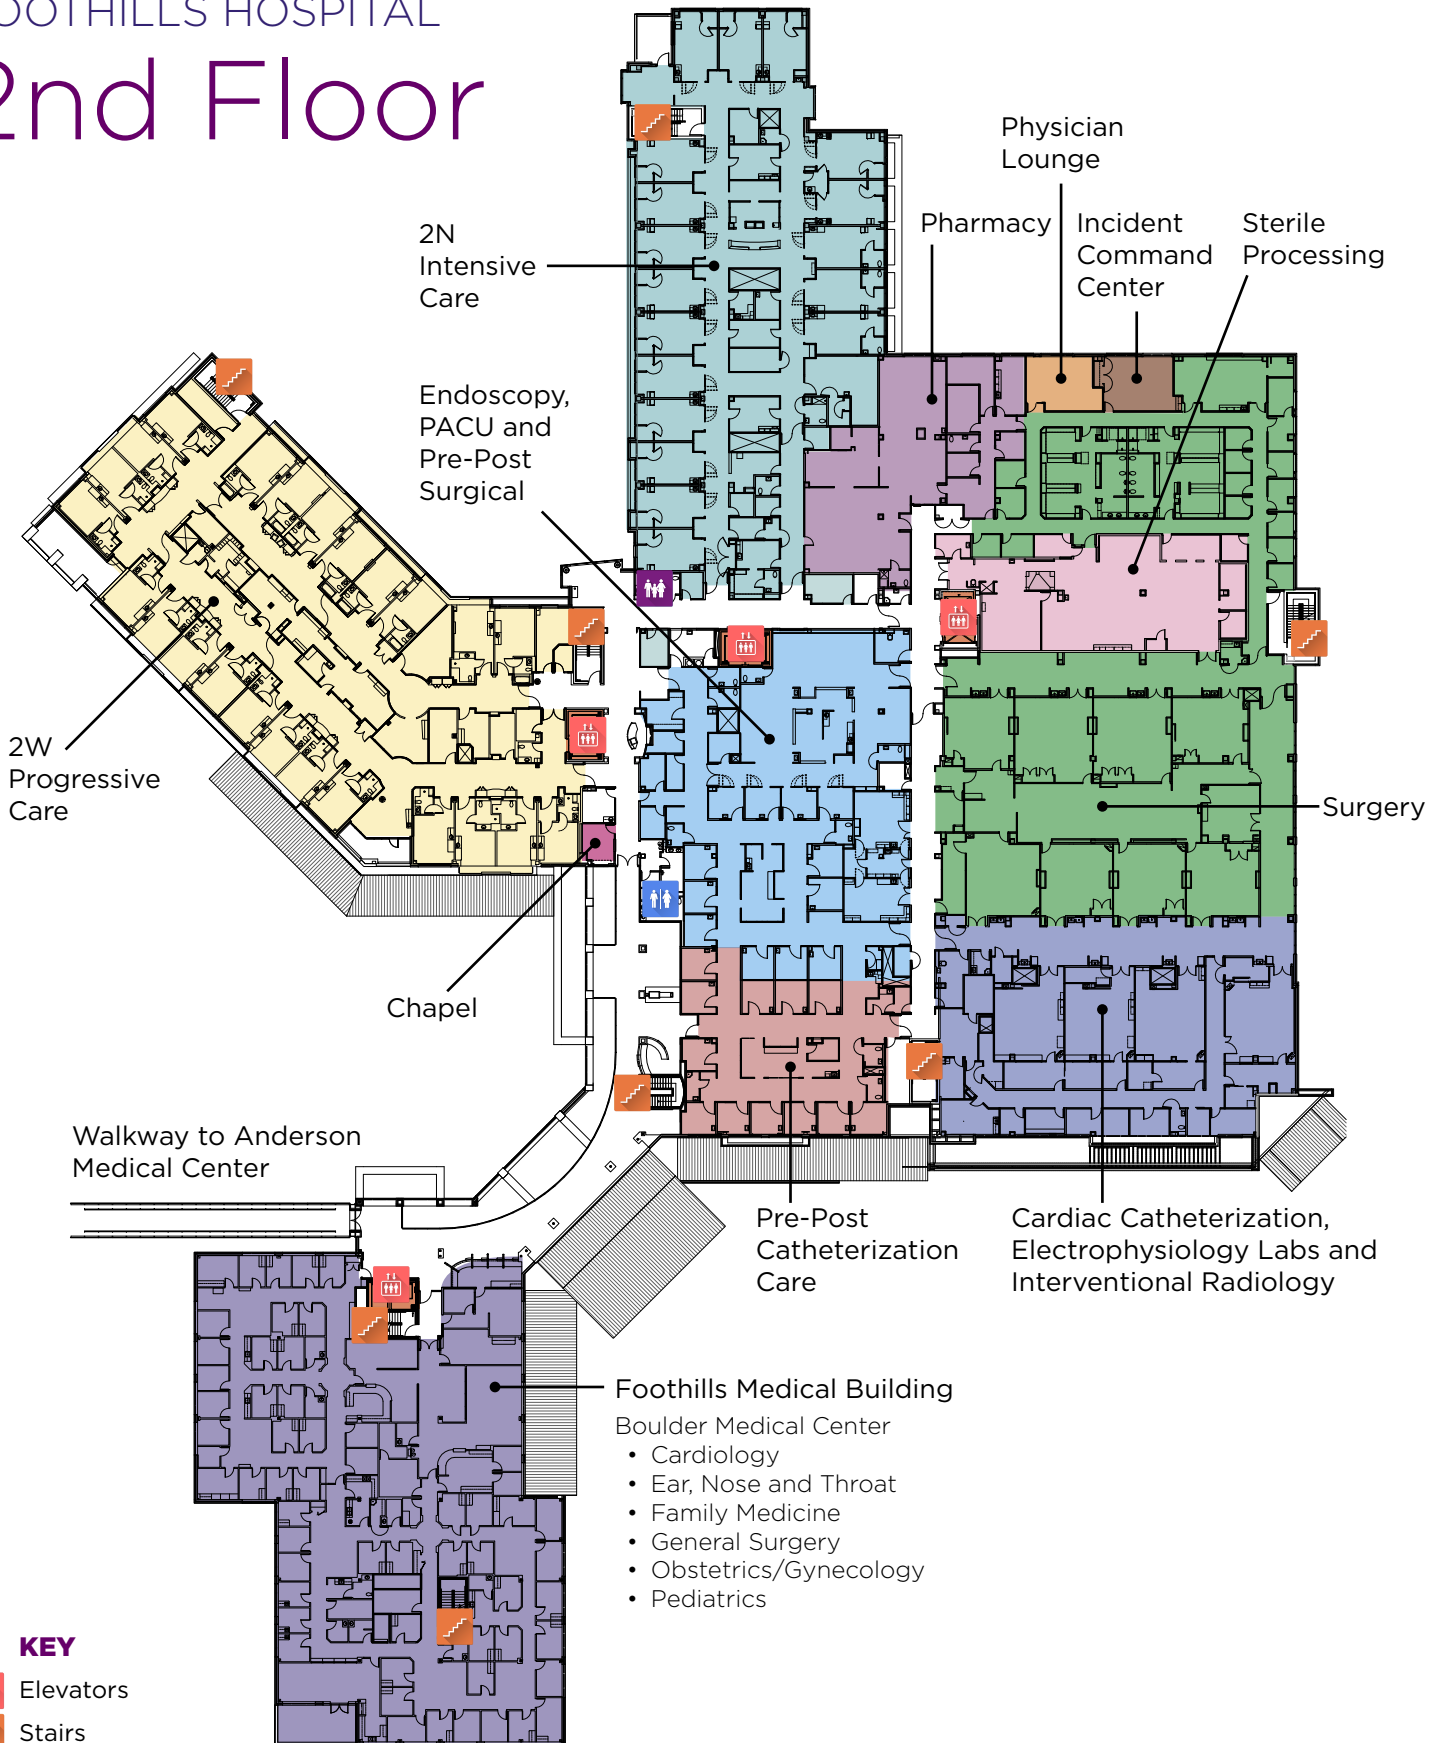 OOTHILLS HOSPITAL
2nd Floor
Physician
Lounge
Pharmacy
Incident
Command
Center
Sterile
Processing
2N
Intensive
Care
Endoscopy,
PACU and
Pre-Post
Surgical
2W
Progressive
Care
Surgery
Chapel
Walkway to Anderson
Medical Center
Pre-Post
Catheterization
Care
Cardiac Catheterization,
Electrophysiology Labs and
Interventional Radiology
Foothills Medical Building
Boulder Medical Center
• Cardiology
• Ear, Nose and Throat
• Family Medicine
• General Surgery
• Obstetrics/Gynecology
• Pediatrics
KEY
Elevators
Stairs